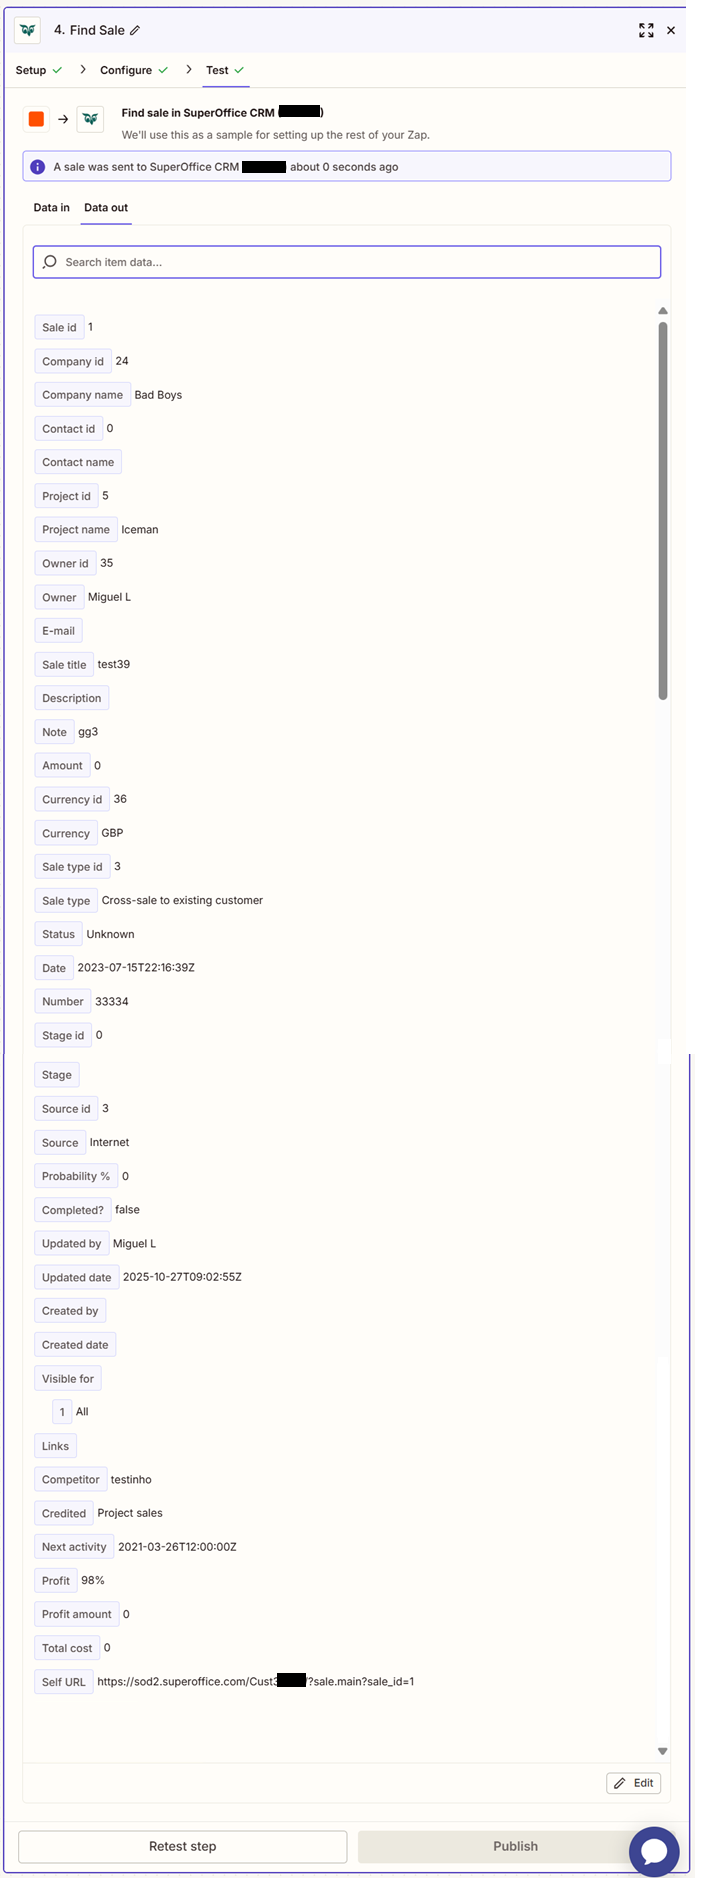 4. Find Sale
Setup Configure Test
Find sale in SuperOffice CRM ( )
We'll use this as a sample for setting up the rest of your Zap.
A sale was sent to SuperOffice CRM about 0 seconds ago
Data in Data out
Search item data...
Sale id 1
Company id 24
Company name Bad Boys
Contact id 0
Contact name
Project id 5
Project name Iceman
Owner id 35
Owner Miguel L
E-mail
Sale title test39
Description
Note gg3
Amount 0
Currency id 36
Currency GBP
Sale type id 3
Sale type Cross-sale to existing customer
Status Unknown
Date 2023-07-15T22:16:39Z
Number 33334
Stage id 0
Stage
Source id 3
Source Internet
Probability % 0
Completed? false
Updated by Miguel L
Updated date 2025-10-27T09:02:55Z
Created by
Created date
Visible for
1 All
Links
Competitor testinho
Credited Project sales
Next activity 2021-03-26T12:00:00Z
Profit 98%
Profit amount 0
Total cost 0
Self URL https://sod2.superoffice.com/Cust3 /?sale.main?sale_id=1
Edit
Retest step Publish